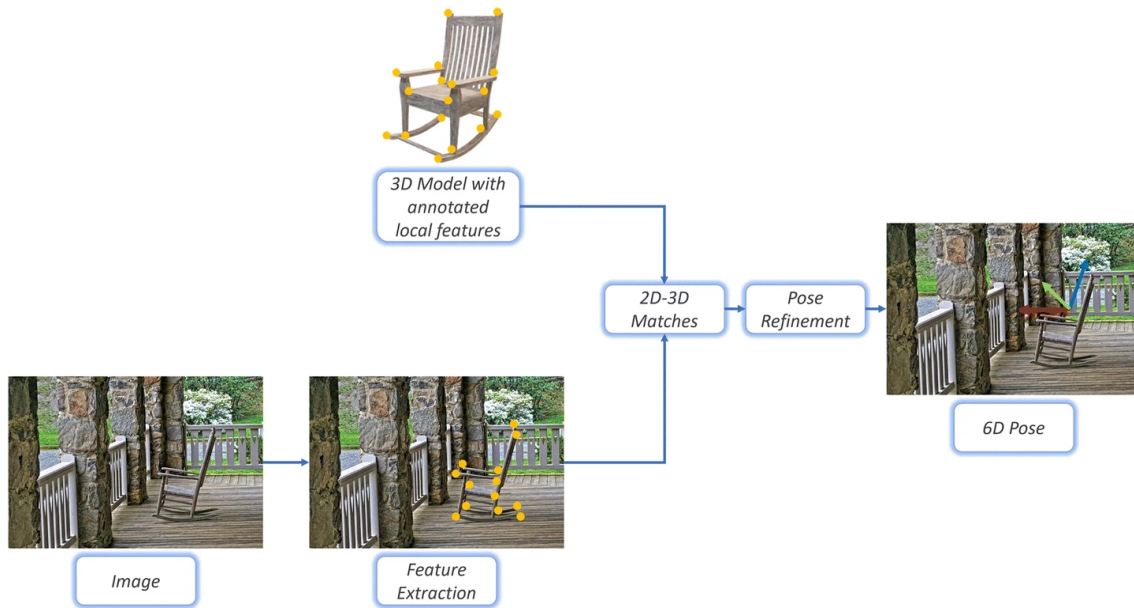 3D Model with
annotated
local features
2D-3D
Matches
Pose
Refinement
6D Pose
Image
Feature
Extraction